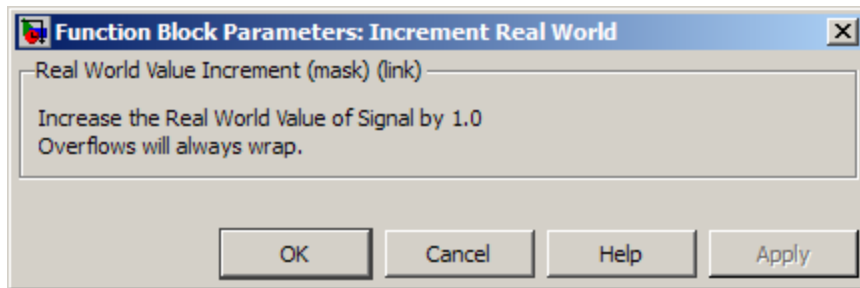 Function Block Parameters: Increment Real World
Real World Value Increment (mask) (link)
Increase the Real World Value of Signal by 1.0
Overflows will always wrap.
OK Cancel Help Apply